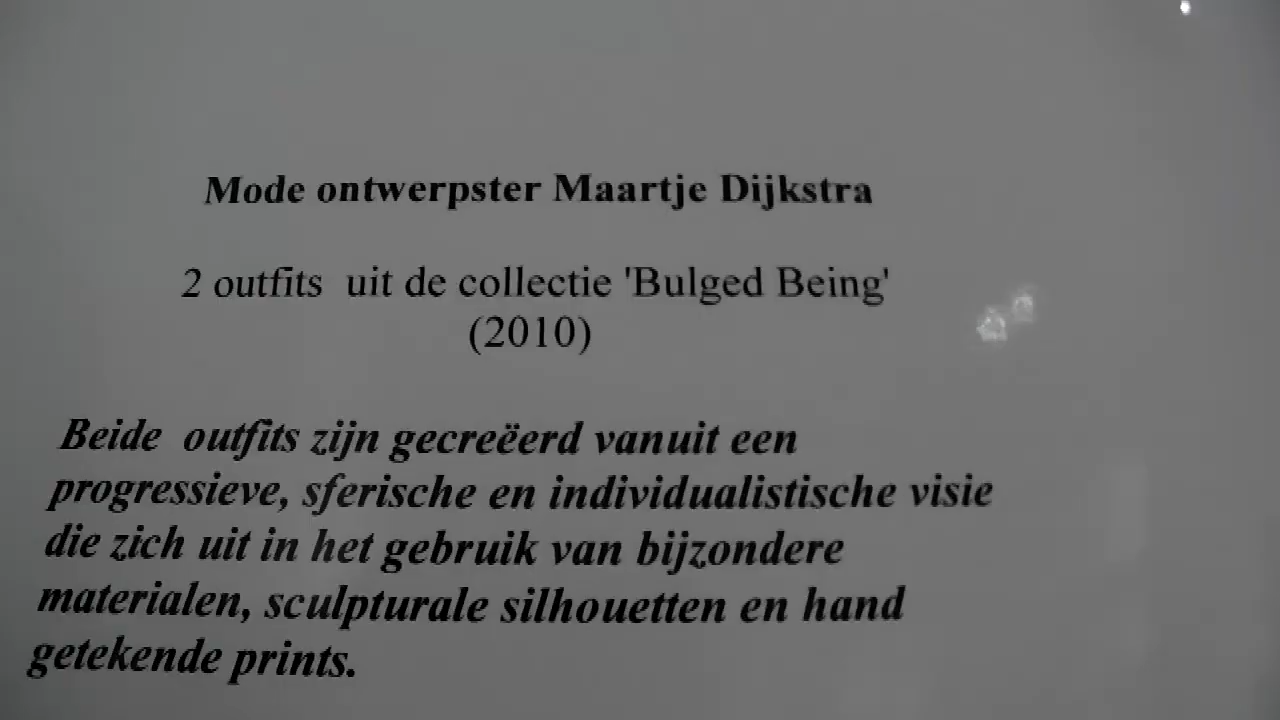 Mode ontwerpster Maartje Dijkstra
2 outfits uit de collectie 'Bulged Being'
(2010)
Beide outfits zijn gecreëerd vanuit een
progressieve, sferische en individualistische visie
die zich uit in het gebruik van bijzondere
materialen, sculpturale silhouetten en hand
getekende prints.